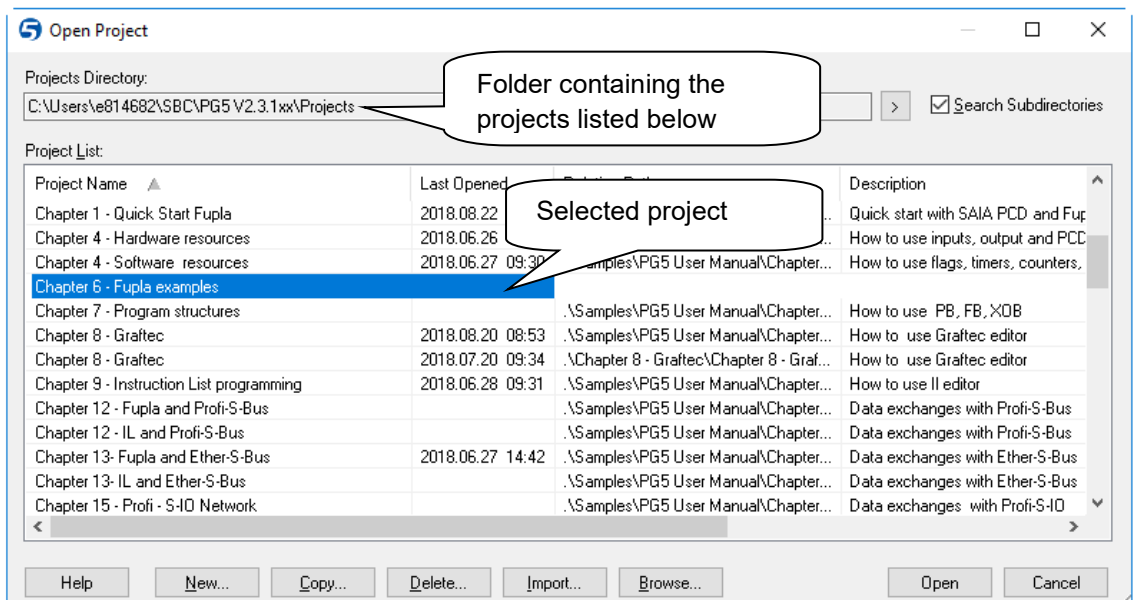 Open Project
Projects Directory:
C:\Users\e814682\SBC\PG5 V2.3.1xx\Projects
Folder containing the
projects listed below
>
Search Subdirectories
Project List:
Project Name Last Opened Description
Chapter 1 - Quick Start Fupla 2018.08.22 Quick start with SAIA PCD and Fup
Selected project
Chapter 4 - Hardware resources 2018.06.26 How to use inputs, output and PCD
Chapter 4 - Software resources 2018.06.27 09:30 \Samples\PG5 User Manual\Chapter... How to use flags, timers, counters,
Chapter 6 - Fupla examples
Chapter 7 - Program structures .\Samples\PG5 User Manual\Chapter... How to use PB, FB, XOB
Chapter 8 - Graftec 2018.08.20 08:53 .\Samples\PG5 User Manual\Chapter... How to use Graftec editor
Chapter 8 - Graftec 2018.07.20 09:34 .\Chapter 8 - Graftec\Chapter 8 - Graf... How to use Graftec editor
Chapter 9 - Instruction List programming 2018.06.28 09:31 .\Samples\PG5 User Manual\Chapter... How to use Il editor
Chapter 12 - Fupla and Profi-S-Bus .\Samples\PG5 User Manual\Chapter... Data exchanges with Profi-S-Bus
Chapter 12 - IL and Profi-S-Bus .\Samples\PG5 User Manual\Chapter... Data exchanges with Profi-S-Bus
Chapter 13- Fupla and Ether-S-Bus 2018.06.27 14:42 .\Samples\PG5 User Manual\Chapter... Data exchanges with Ether-S-Bus
Chapter 13- IL and Ether-S-Bus .\Samples\PG5 User Manual\Chapter... Data exchanges with Ether-S-Bus
Chapter 15 - Profi - S-IO Network .\Samples\PG5 User Manual\Chapter... Data exchanges with Profi-S-IO
Help New... Copy... Delete... Import... Browse... Open Cancel